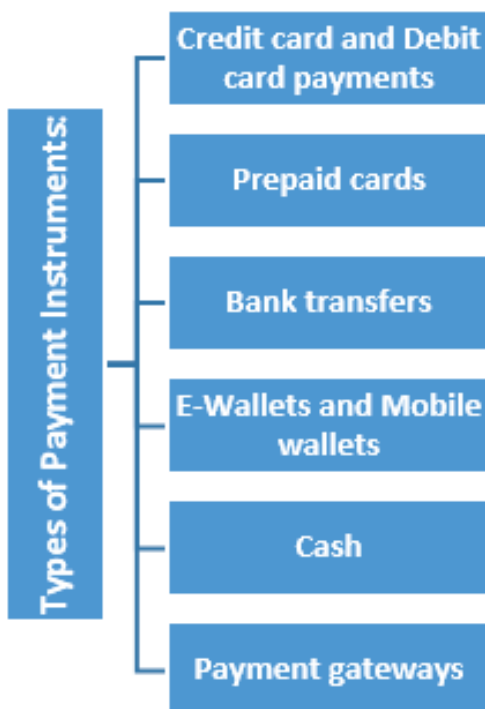 Types of Payment Instruments:
Credit card and Debit
card payments
Prepaid cards
Bank transfers
E-Wallets and Mobile
wallets
Cash
Payment gateways